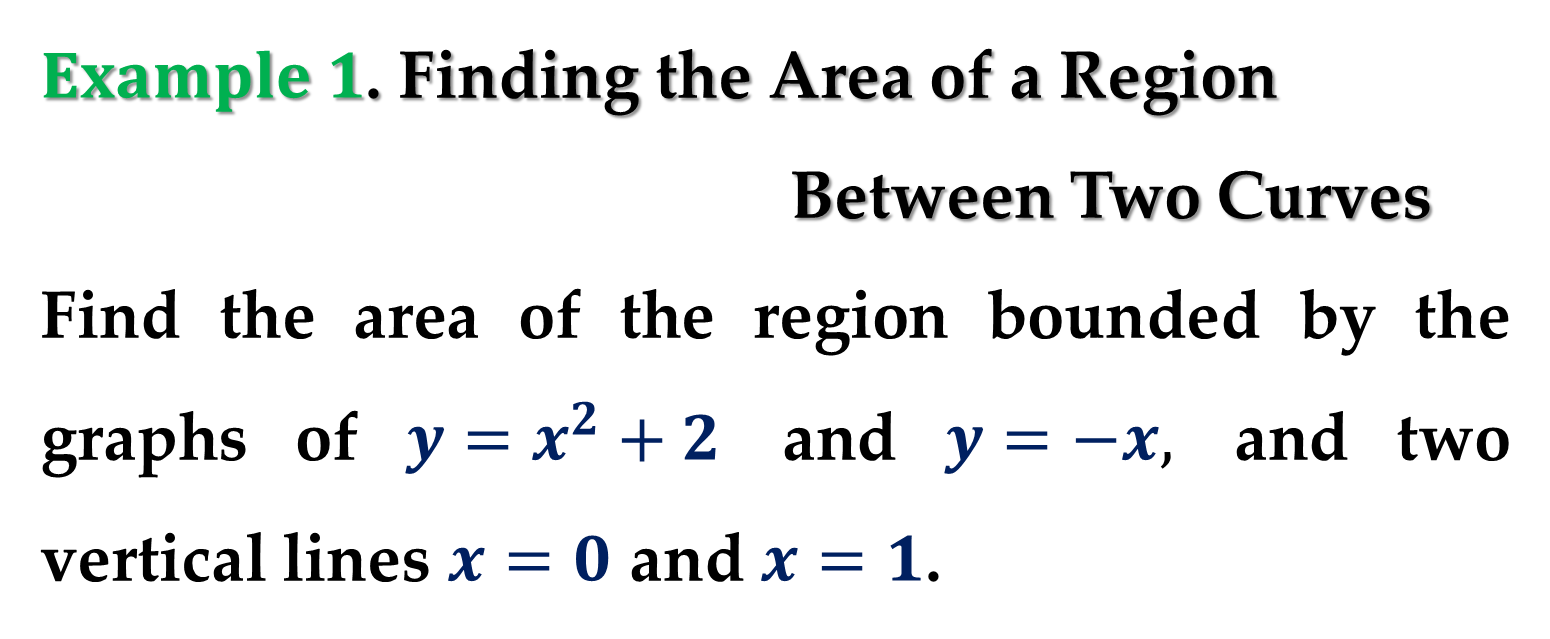 Example 1. Finding the Area of a Region
Between Two Curves
Find the area of the region bounded by the
graphs of y = x² + 2 and y = −x, and two
vertical lines x = 0 and x = 1.